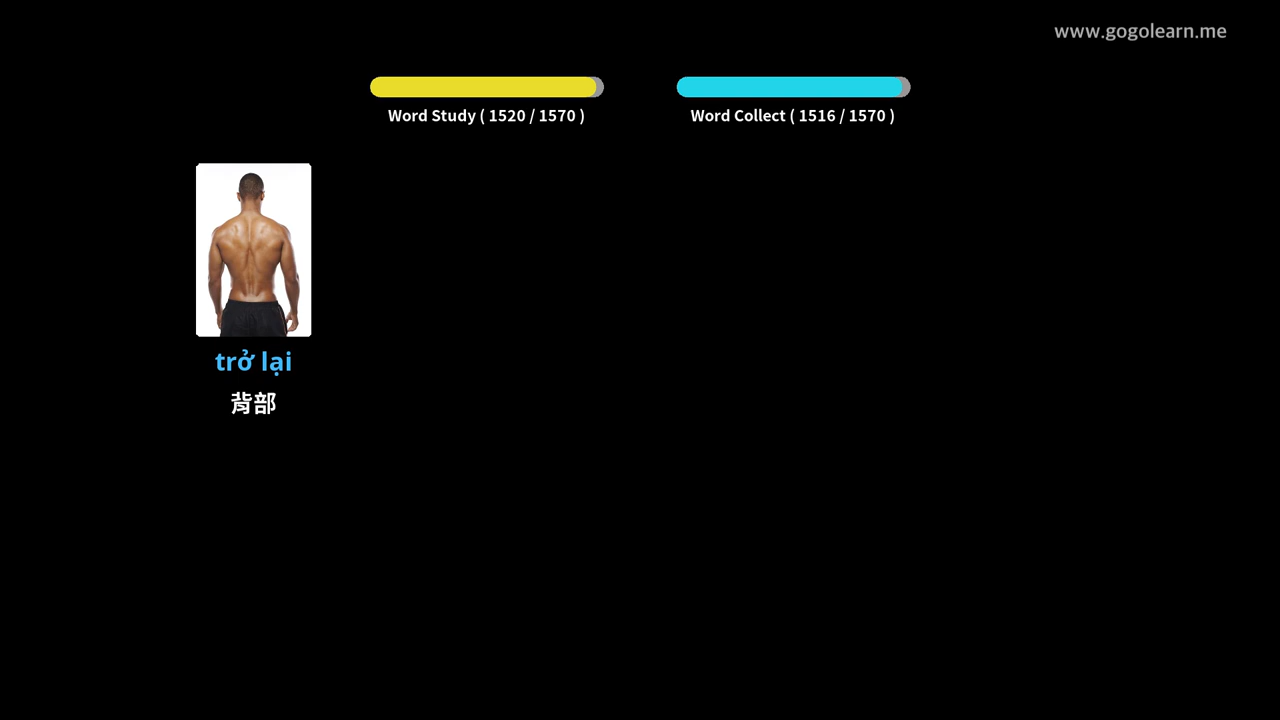 www.gogolearn.me
Word Study ( 1520 / 1570 )
Word Collect ( 1516 / 1570 )
trở lại
背部